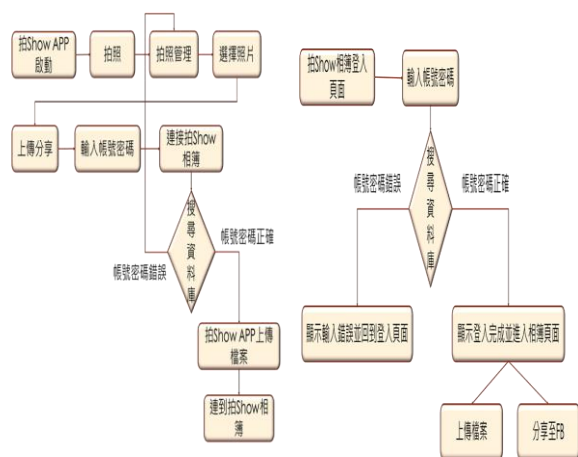 拍Show APP
啟動
拍照
拍照管理
選擇照片
上傳分享
輸入帳號密碼
連接拍Show
相簿
搜
尋
資
料
庫
帳號密碼錯誤
帳號密碼正確
拍Show APP上傳
檔案
連到拍Show相
簿
拍Show相簿登入
頁面
輸入帳號密碼
搜
尋
資
料
庫
帳號密碼錯誤
帳號密碼正確
顯示輸入錯誤並回到登入頁面
顯示登入完成並進入相簿頁面
上傳檔案
分享至FB